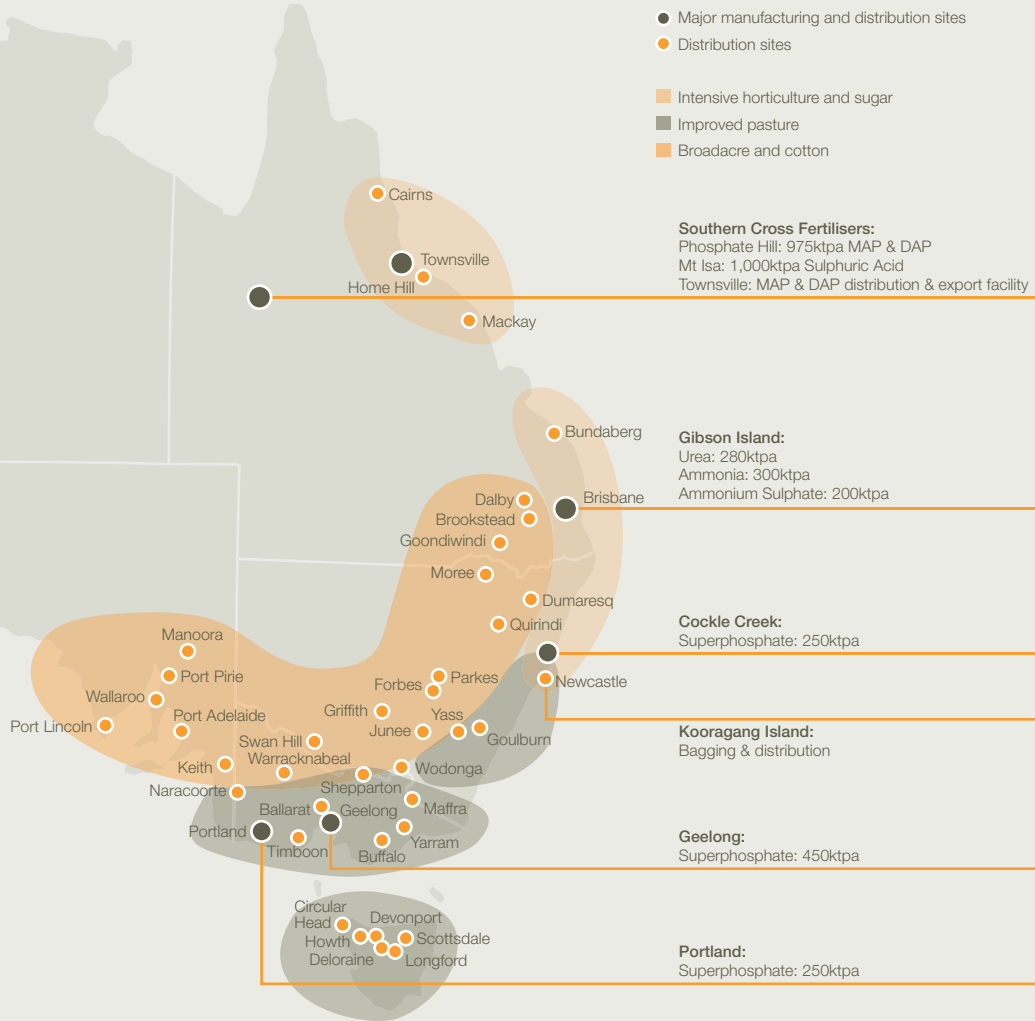 Major manufacturing and distribution sites
Distribution sites
Intensive horticulture and sugar
Improved pasture
Broadacre and cotton
Cairns
Townsville
Home Hill
Mackay
Southern Cross Fertilisers:
Phosphate Hill: 975ktpa MAP & DAP
Mt Isa: 1,000ktpa Sulphuric Acid
Townsville: MAP & DAP distribution & export facility
Bundaberg
Dalby
Brisbane
Brookstead
Goondiwindi
Moree
Dumaresq
Quirindi
Gibson Island:
Urea: 280ktpa
Ammonia: 300ktpa
Ammonium Sulphate: 200ktpa
Cockle Creek:
Superphosphate: 250ktpa
Manoora
Port Pirie
Wallaroo
Port Lincoln
Port Adelaide
Keith
Naracoorte
Parkes
Forbes
Griffith
Yass
Junee
Goulburn
Newcastle
Swan Hill
Warracknabeal
Shepparton
Wodonga
Kooragang Island:
Bagging & distribution
Ballarat
Geelong
Maffra
Portland
Timboon
Buffalo
Yarram
Geelong:
Superphosphate: 450ktpa
Circular
Head
Devonport
Howth
Scottsdale
Deloraine
Longford
Portland:
Superphosphate: 250ktpa